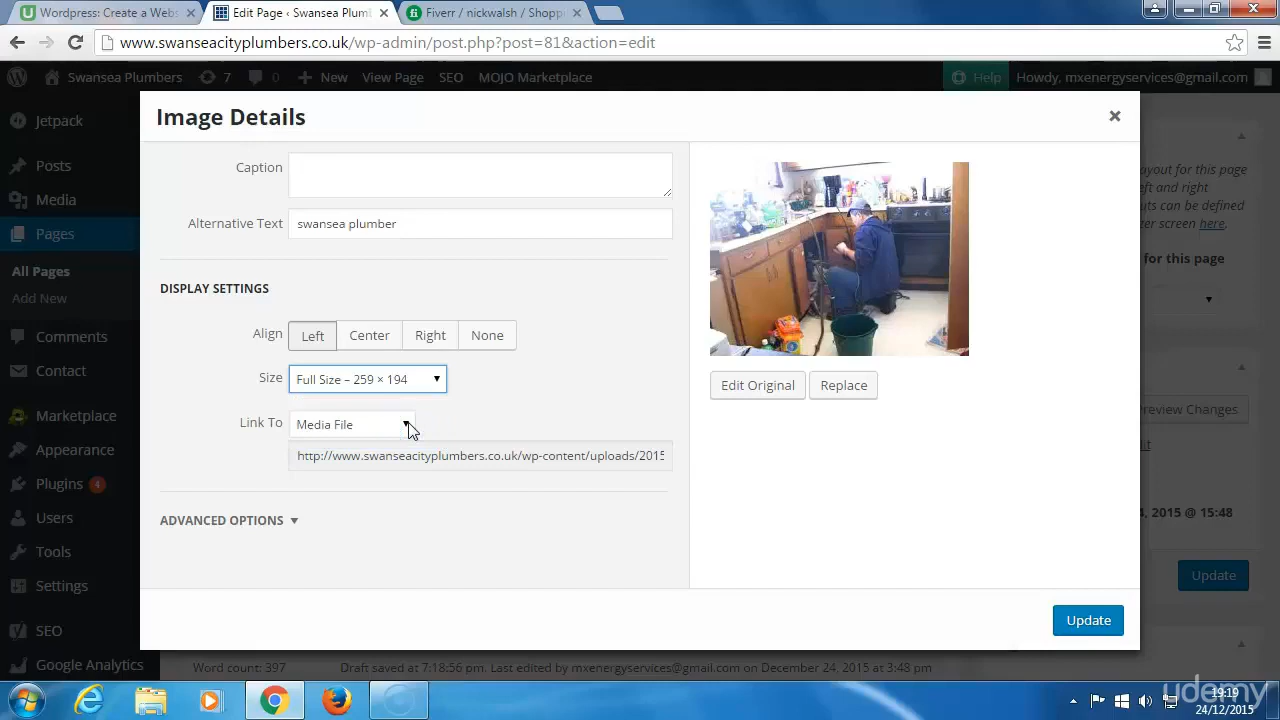 Wordpress: Create a Webs
Edit Page ‹ Swansea Plumb
Fiverr / nickwalsh / Shopp
www.swanseacityplumbers.co.uk/wp-admin/post.php?post=81&action=edit
Swansea Plumbers 7 0 New View Page SEO MOJO Marketplace Help Howdy, mxenergyservices@gmail.com
Jetpack
Posts
Media
Pages
All Pages
Add New
Comments
Contact
Marketplace
Appearance
Plugins 4
Users
Tools
Settings
SEO
Google Analytics
Image Details
Caption
Alternative Text swansea plumber
DISPLAY SETTINGS
Align Left Center Right None
Size Full Size – 259 × 194
Link To Media File
http://www.swanseacityplumbers.co.uk/wp-content/uploads/2015
ADVANCED OPTIONS
Edit Original Replace
Update
ayout for this page
eft and right
uts can be defined
er screen here.
for this page
review Changes
4, 2015 @ 15:48
Update
Word count: 397 Draft saved at 7:18:56 pm. Last edited by mxenergyservices@gmail.com on December 24, 2015 at 3:48 pm
udemy
19:19
24/12/2015